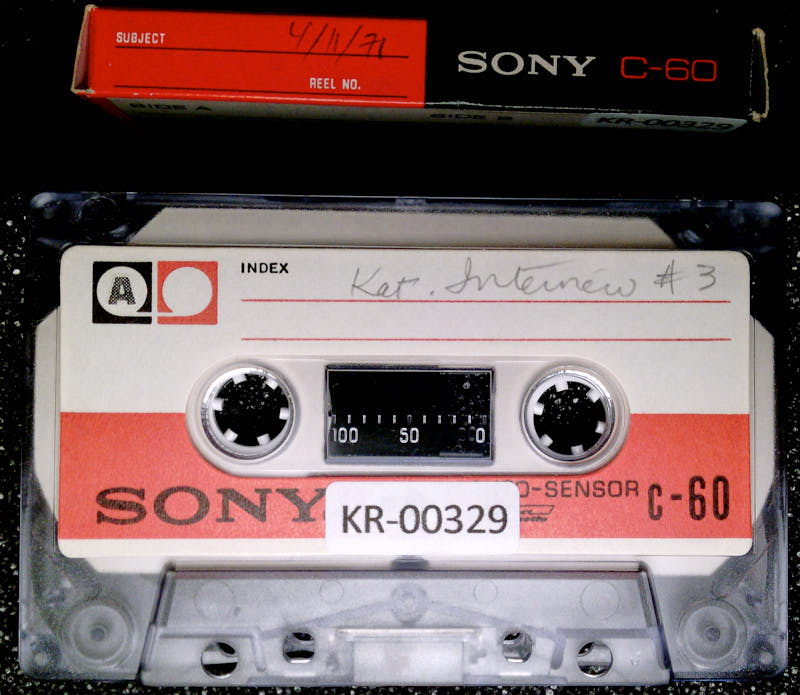 SUBJECT 4/11/71
SONY C-60
REEL NO.
SIDE A SIDE B KR-00329
A INDEX Kat. Interview #3
100 50 0
SONY O-SENSOR C-60
KR-00329